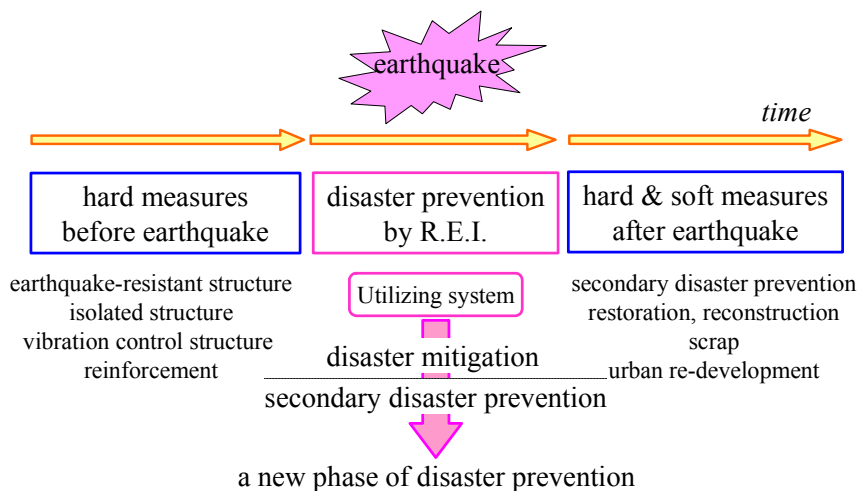 earthquake
time
hard measures
before earthquake
disaster prevention
by R.E.I.
hard & soft measures
after earthquake
earthquake-resistant structure
isolated structure
vibration control structure
reinforcement
Utilizing system
disaster mitigation
secondary disaster prevention
secondary disaster prevention
restoration, reconstruction
scrap
urban re-development
a new phase of disaster prevention